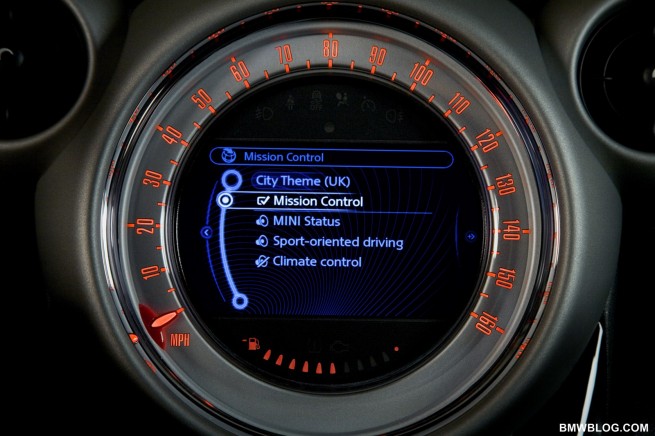 Mission Control
City Theme (UK)
Mission Control
MINI Status
Sport-oriented driving
Climate control
10
20
30
40
50
60
70
80
90
100
110
120
130
140
150
160
MPH
BMWBLOG.COM